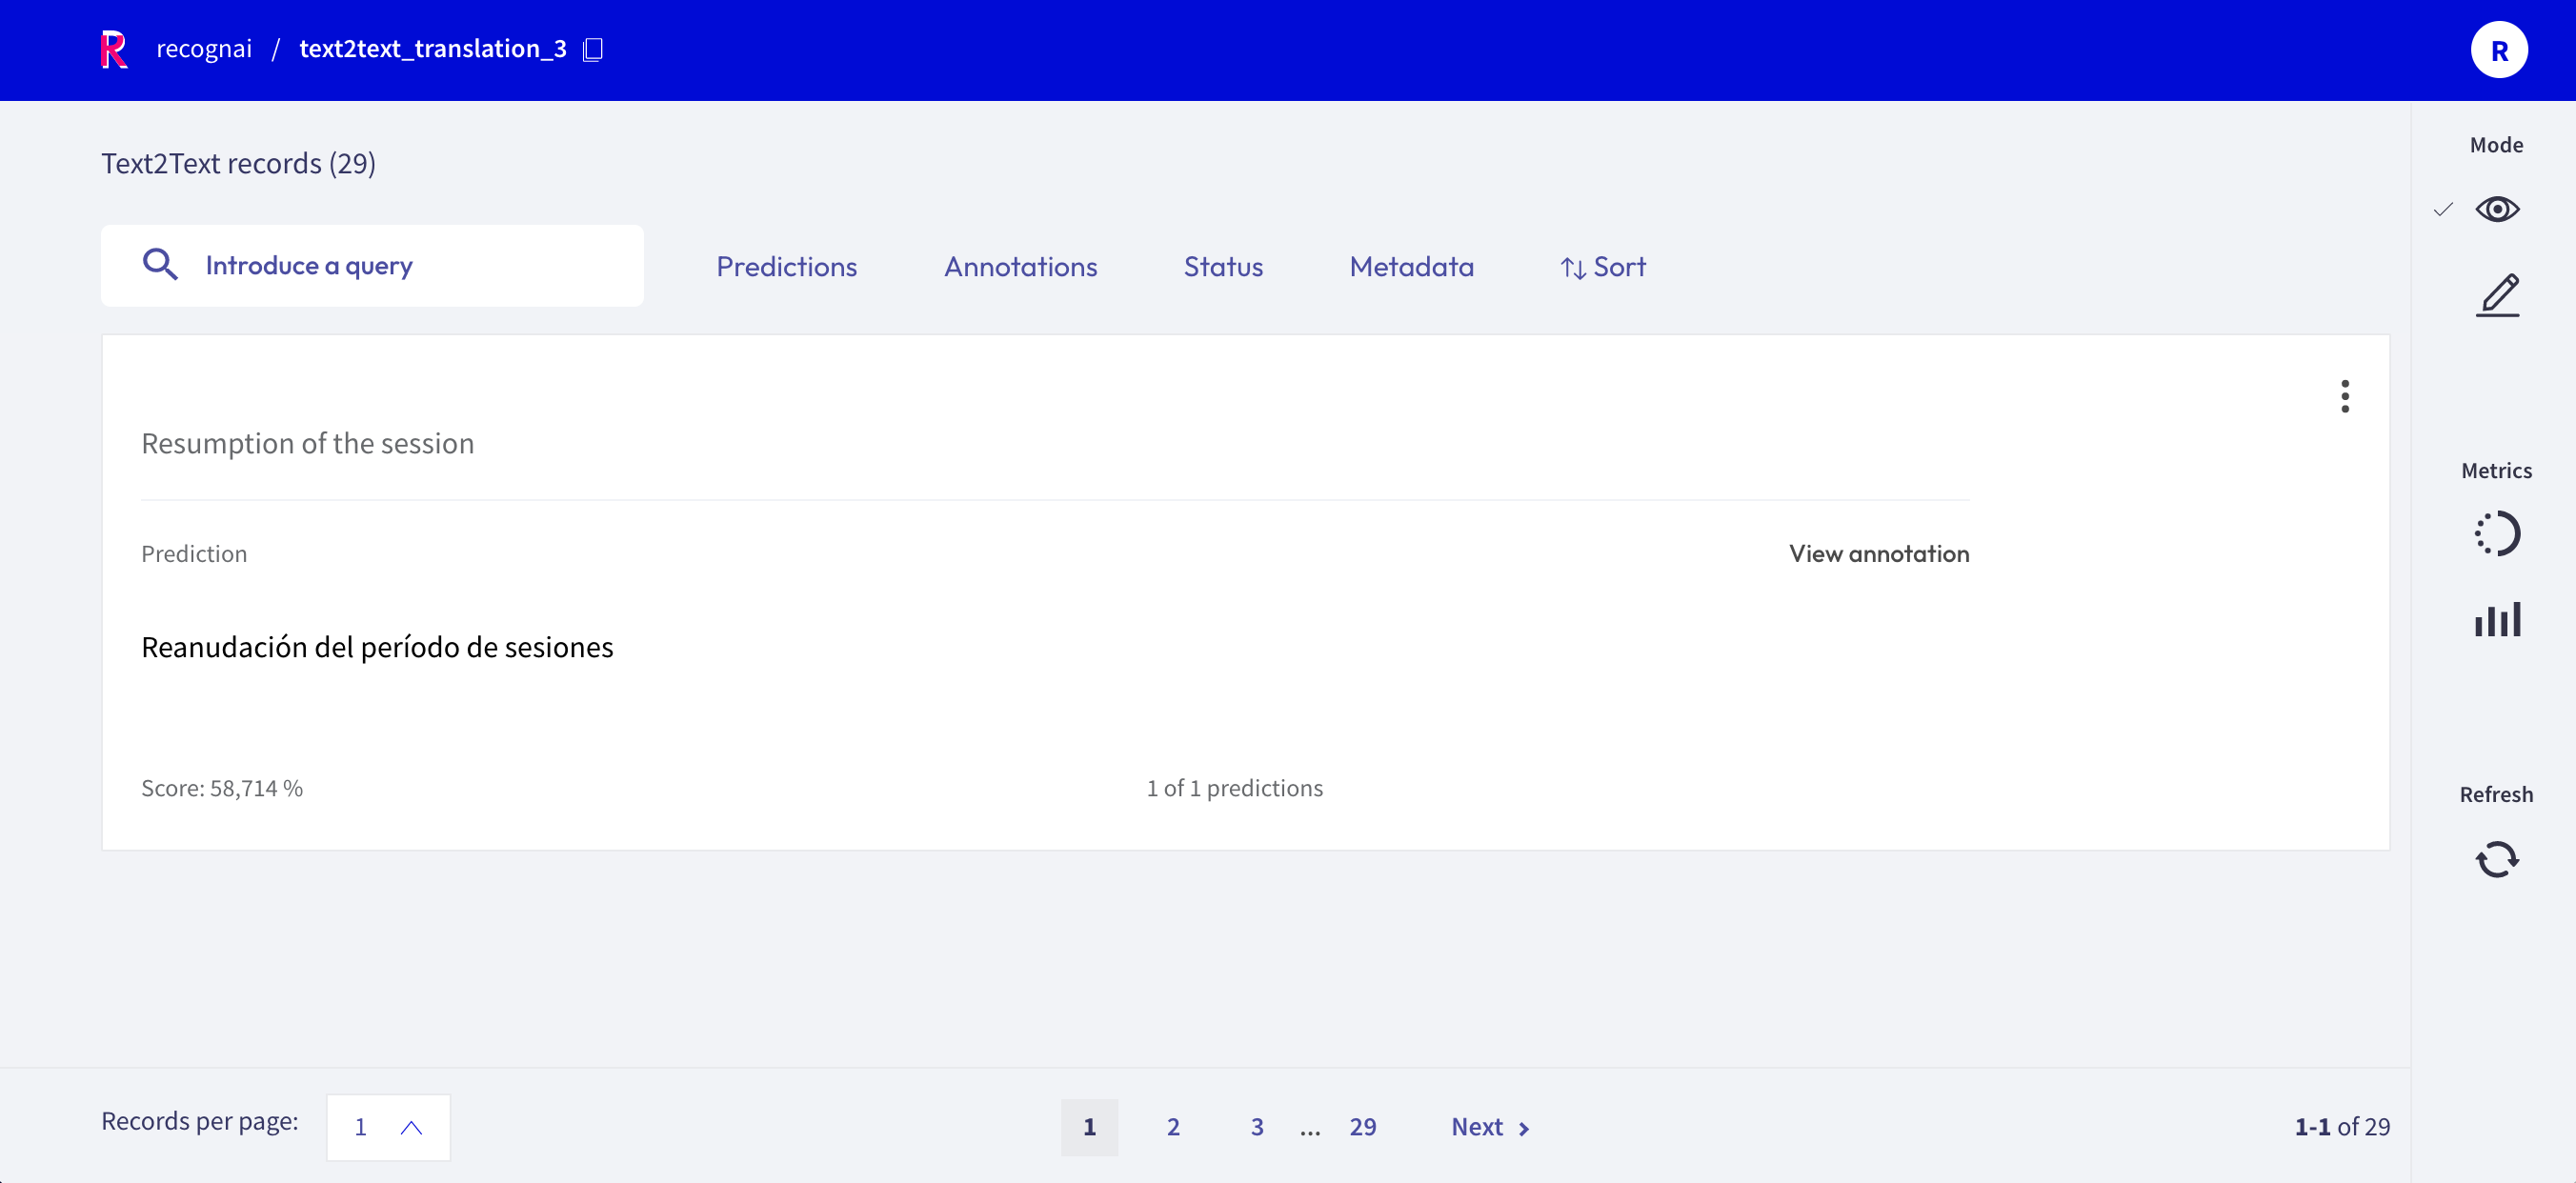 R recognai / text2text_translation_3
R
Text2Text records (29)
Introduce a query
Predictions
Annotations
Status
Metadata
Sort
Resumption of the session
Prediction
View annotation
Reanudación del período de sesiones
Score: 58,714 %
1 of 1 predictions
Records per page:
1
1 2 3 ... 29 Next
1-1 of 29
Mode
Metrics
Refresh